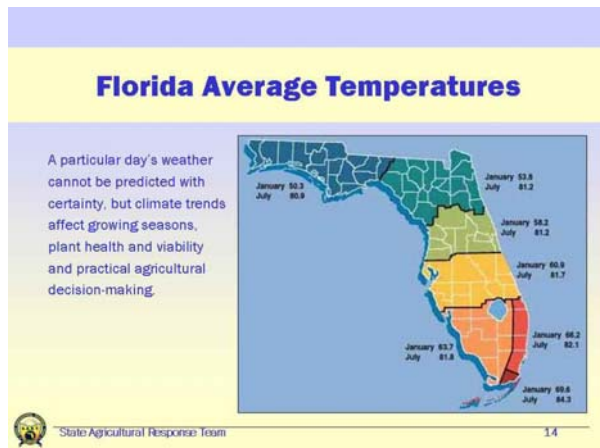 Florida Average Temperatures
A particular day's weather
cannot be predicted with
certainty, but climate trends
affect growing seasons,
plant health and viability
and practical agricultural
decision-making.
January 50.3
July 80.9
January 53.8
July 81.2
January 58.2
July 81.2
January 60.9
July 81.7
January 63.7
July 81.8
January 66.2
July 82.1
January 69.6
July 84.3
State Agricultural Response Team
14